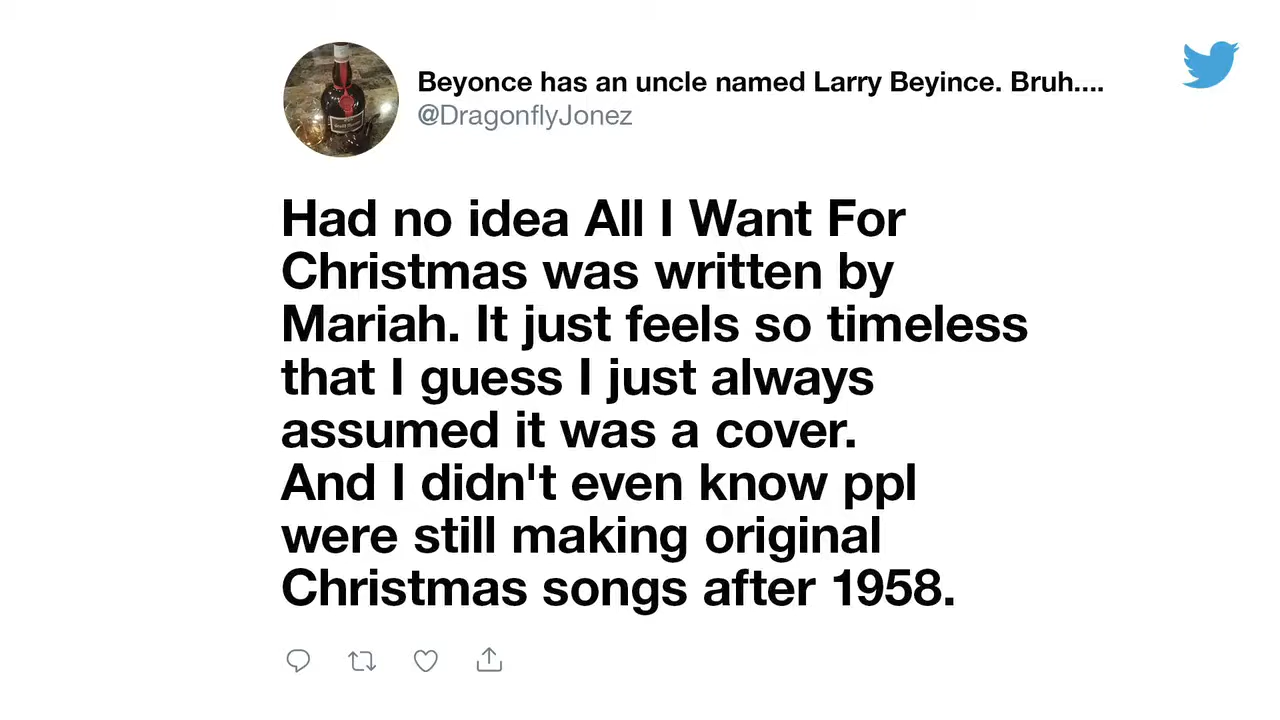 Beyonce has an uncle named Larry Beyince. Bruh....
@DragonflyJonez
Had no idea All I Want For
Christmas was written by
Mariah. It just feels so timeless
that I guess I just always
assumed it was a cover.
And I didn't even know ppl
were still making original
Christmas songs after 1958.